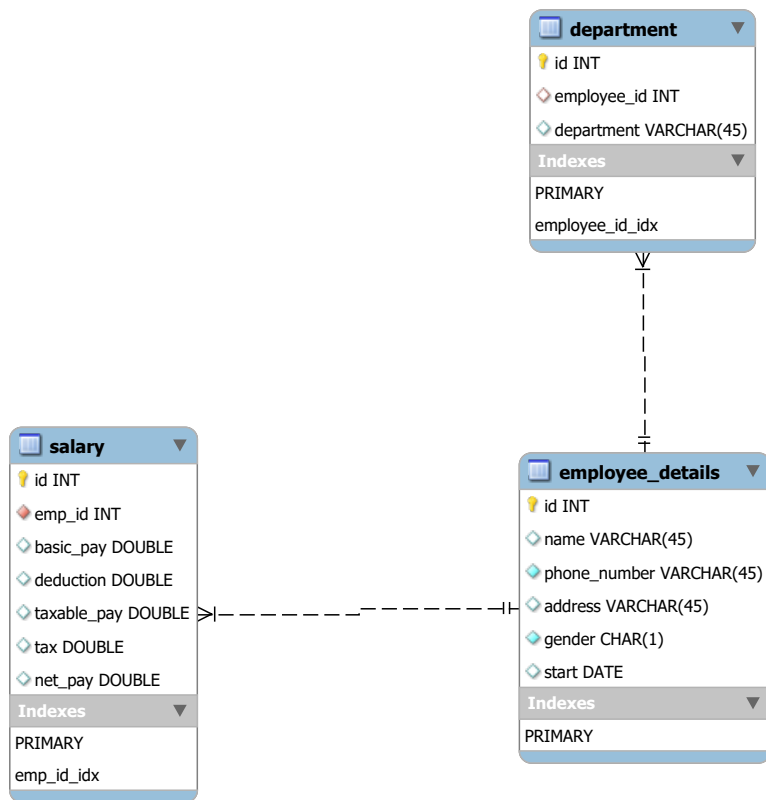 department
id INT
employee_id INT
department VARCHAR(45)
Indexes
PRIMARY
employee_id_idx
salary
id INT
emp_id INT
basic_pay DOUBLE
deduction DOUBLE
taxable_pay DOUBLE
tax DOUBLE
net_pay DOUBLE
Indexes
PRIMARY
emp_id_idx
employee_details
id INT
name VARCHAR(45)
phone_number VARCHAR(45)
address VARCHAR(45)
gender CHAR(1)
start DATE
Indexes
PRIMARY